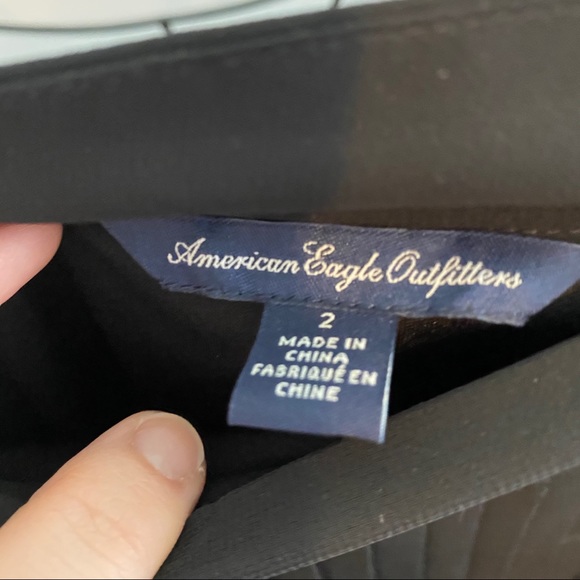 American Eagle Outfitters
2
MADE IN
CHINA
FABRIQUÉ EN
CHINE